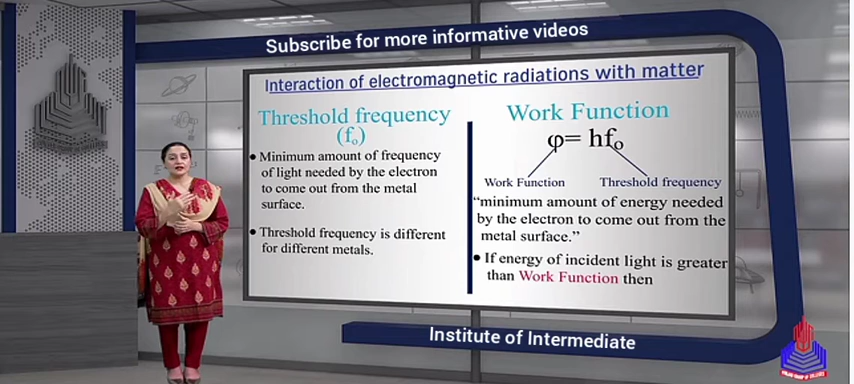 Subscribe for more informative videos
Interaction of electromagnetic radiations with matter
Threshold frequency
(fₒ)
• Minimum amount of frequency
of light needed by the electron
to come out from the metal
surface.
• Threshold frequency is different
for different metals.
Work Function
φ= hfₒ
Work Function
Threshold frequency
“minimum amount of energy needed
by the electron to come out from the
metal surface.”
• If energy of incident light is greater
than Work Function then
Institute of Intermediate